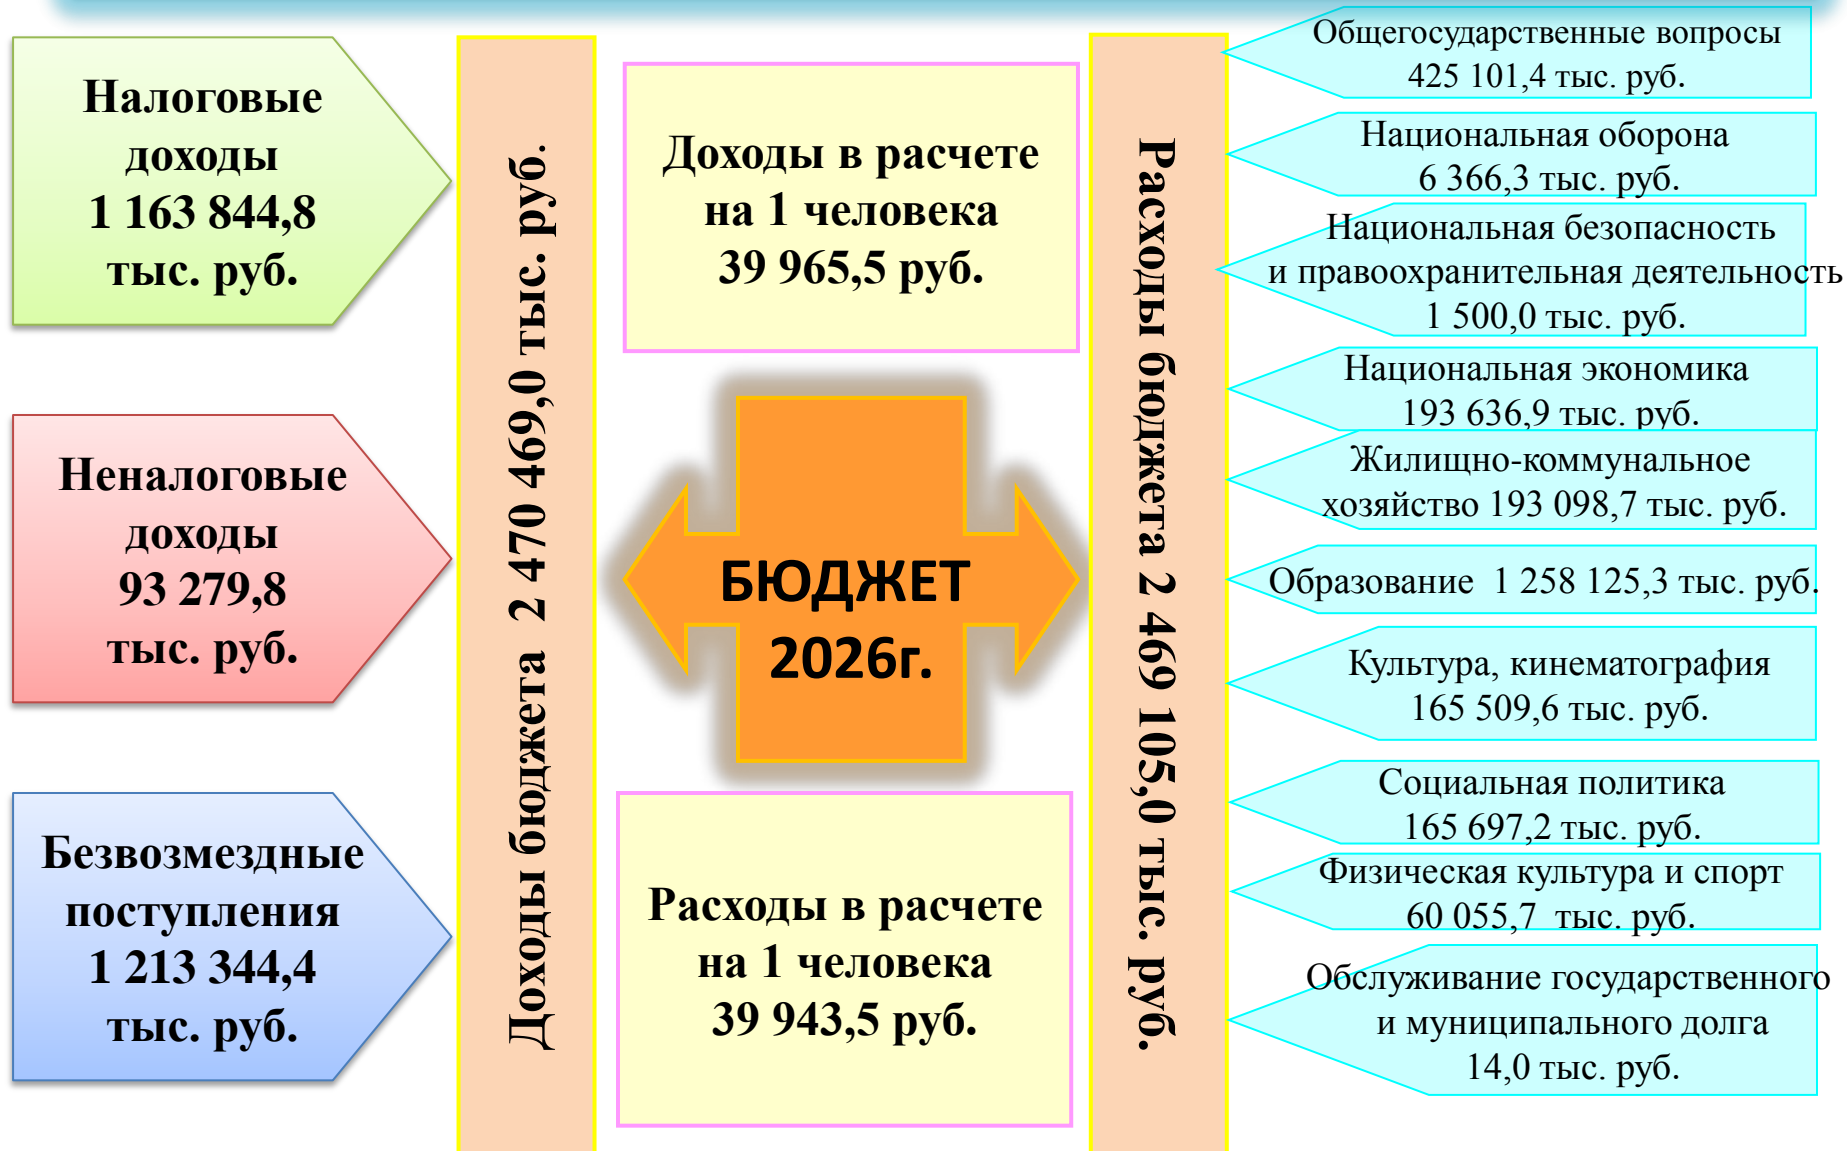 Налоговые
доходы
1 163 844,8
тыс. руб.
Неналоговые
доходы
93 279,8
тыс. руб.
Безвозмездные
поступления
1 213 344,4
тыс. руб.
Доходы бюджета 2 470 469,0 тыс. руб.
Доходы в расчете
на 1 человека
39 965,5 руб.
БЮДЖЕТ
2026г.
Расходы в расчете
на 1 человека
39 943,5 руб.
Расходы бюджета 2 469 105,0 тыс. руб.
Общегосударственные вопросы
425 101,4 тыс. руб.
Национальная оборона
6 366,3 тыс. руб.
Национальная безопасность
и правоохранительная деятельность
1 500,0 тыс. руб.
Национальная экономика
193 636,9 тыс. руб.
Жилищно-коммунальное
хозяйство 193 098,7 тыс. руб.
Образование 1 258 125,3 тыс. руб.
Культура, кинематография
165 509,6 тыс. руб.
Социальная политика
165 697,2 тыс. руб.
Физическая культура и спорт
60 055,7 тыс. руб.
Обслуживание государственного
и муниципального долга
14,0 тыс. руб.